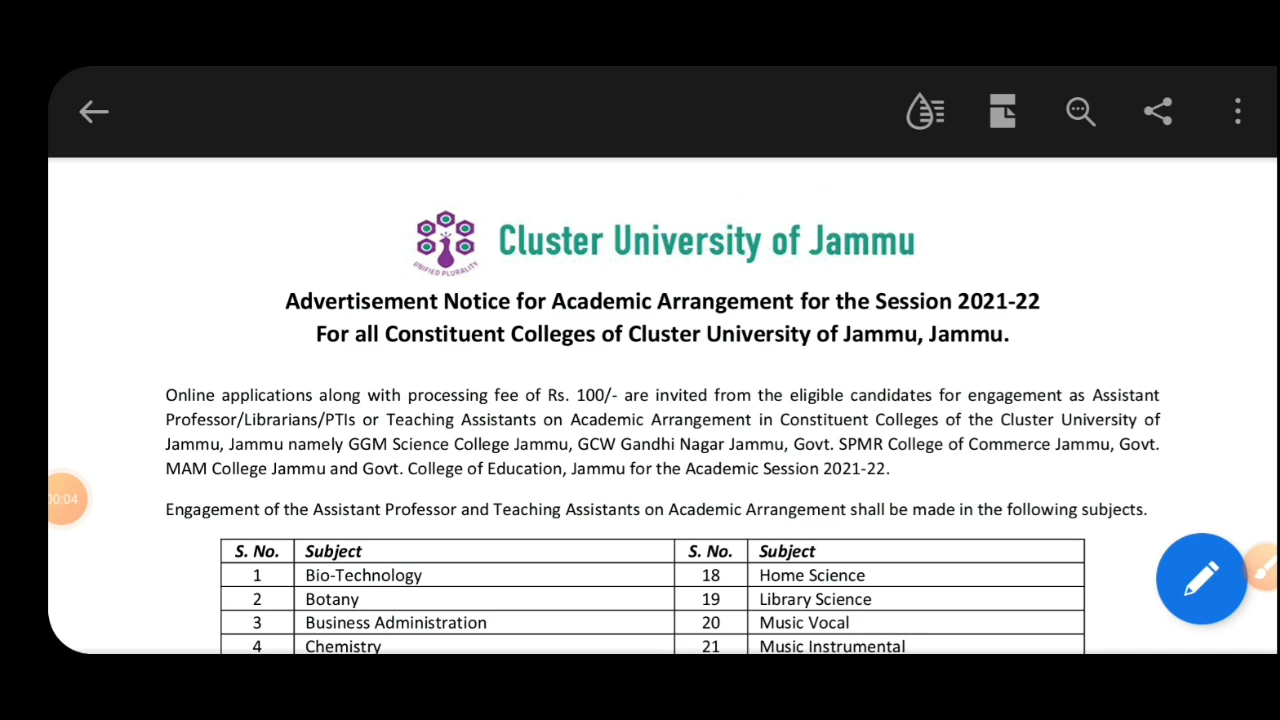 UNIFIED PLURALITY
Cluster University of Jammu
Advertisement Notice for Academic Arrangement for the Session 2021-22
For all Constituent Colleges of Cluster University of Jammu, Jammu.
Online applications along with processing fee of Rs. 100/- are invited from the eligible candidates for engagement as Assistant
Professor/Librarians/PTIs or Teaching Assistants on Academic Arrangement in Constituent Colleges of the Cluster University of
Jammu, Jammu namely GGM Science College Jammu, GCW Gandhi Nagar Jammu, Govt. SPMR College of Commerce Jammu, Govt.
MAM College Jammu and Govt. College of Education, Jammu for the Academic Session 2021-22.
00:04
Engagement of the Assistant Professor and Teaching Assistants on Academic Arrangement shall be made in the following subjects.
S. No. Subject S. No. Subject
1 Bio-Technology 18 Home Science
2 Botany 19 Library Science
3 Business Administration 20 Music Vocal
4 Chemistry 21 Music Instrumental